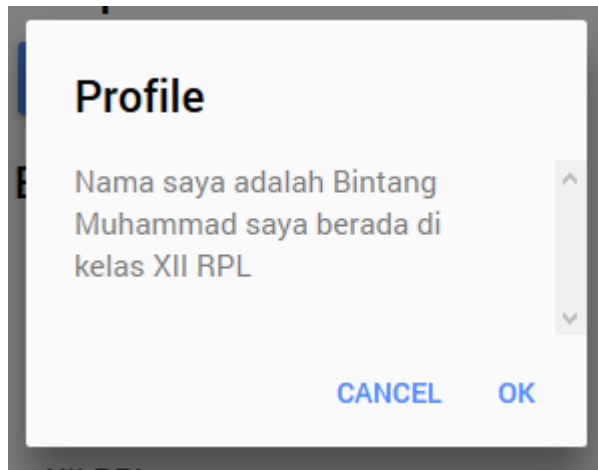 Profile
Nama saya adalah Bintang
Muhammad saya berada di
kelas XII RPL
CANCEL OK